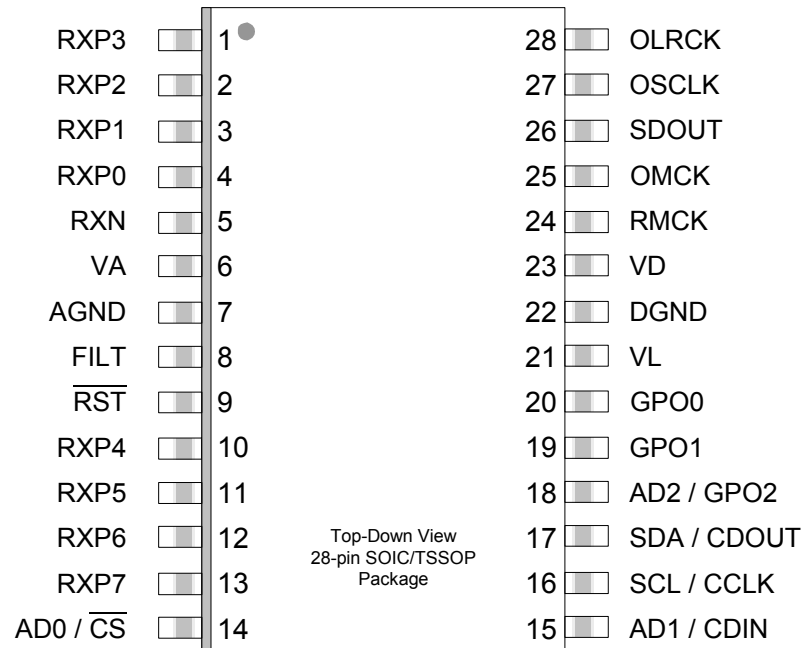 RXP3 1 28 OLRCK
RXP2 2 27 OSCLK
RXP1 3 26 SDOUT
RXP0 4 25 OMCK
RXN 5 24 RMCK
VA 6 23 VD
AGND 7 22 DGND
FILT 8 21 VL
RST 9 20 GPO0
RXP4 10 19 GPO1
RXP5 11 18 AD2 / GPO2
RXP6 12 17 SDA / CDOUT
RXP7 13 16 SCL / CCLK
AD0 / CS 14 15 AD1 / CDIN
Top-Down View
28-pin SOIC/TSSOP
Package